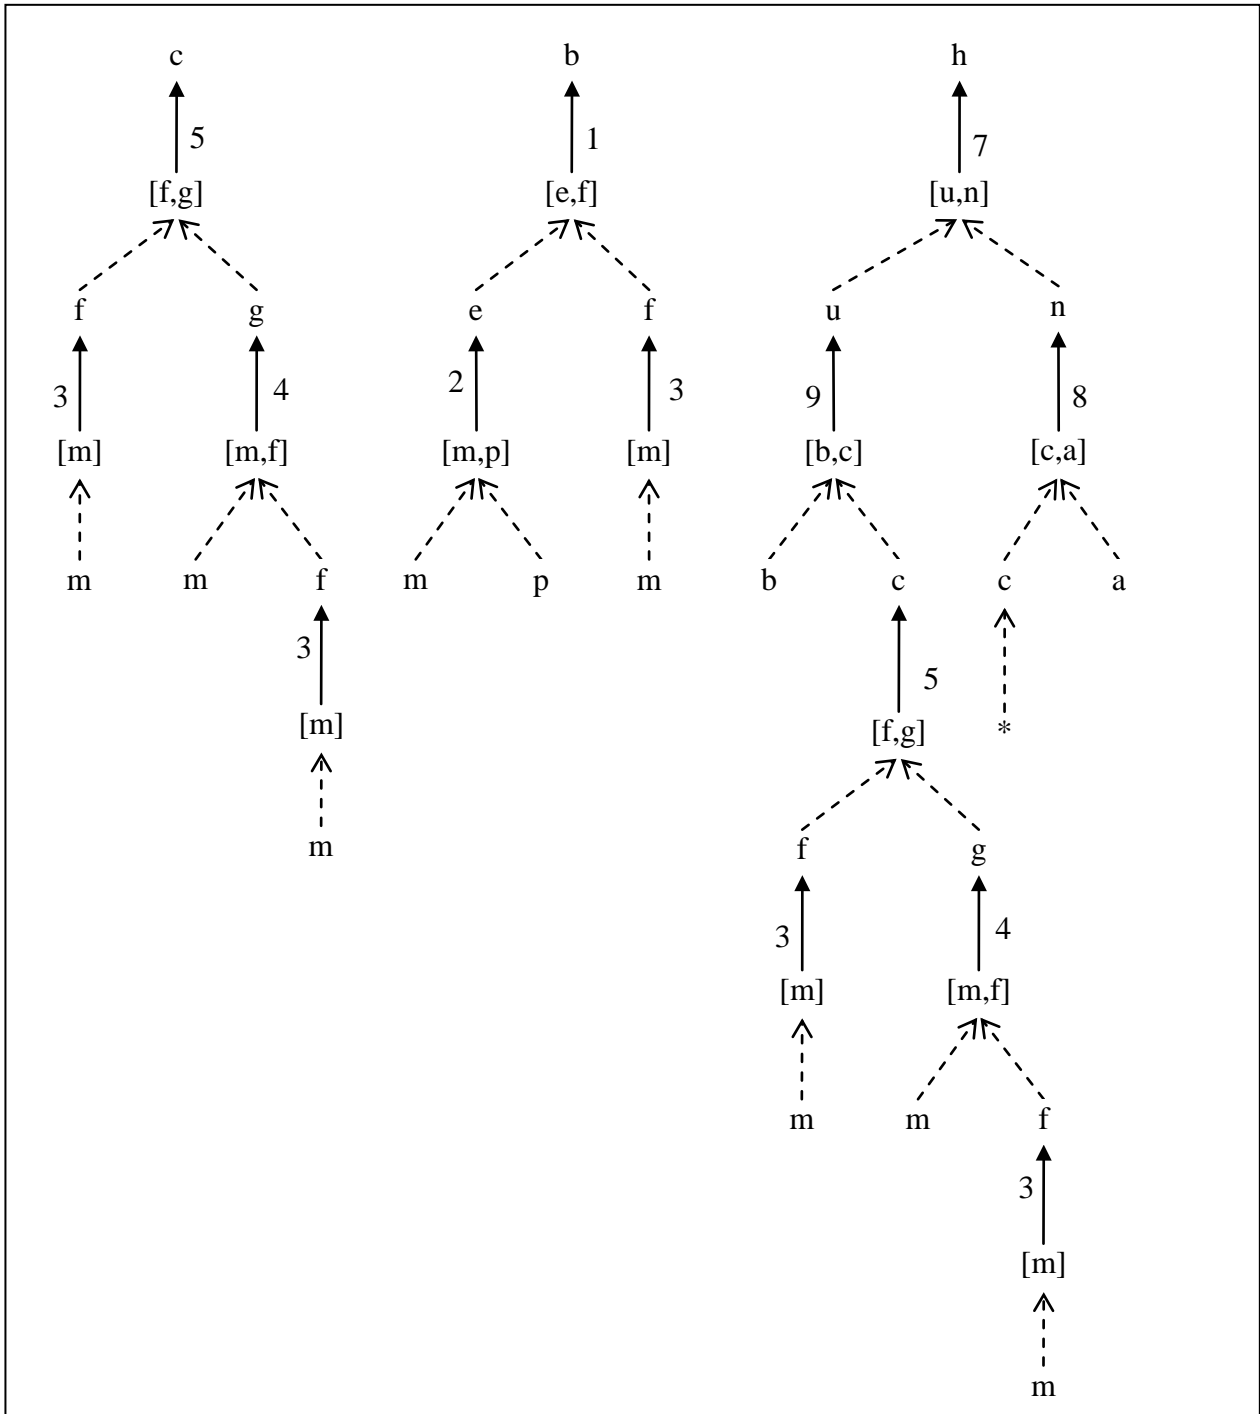 c b h
5 1 7
[f,g] [e,f] [u,n]
f g e f u n
3 4 2 3 9 8
[m] [m,f] [m,p] [m] [b,c] [c,a]
m m f m p m b c c a
3 5
[m] [f,g] *
m f g
3 4
[m] [m,f]
m m f
3
[m]
m